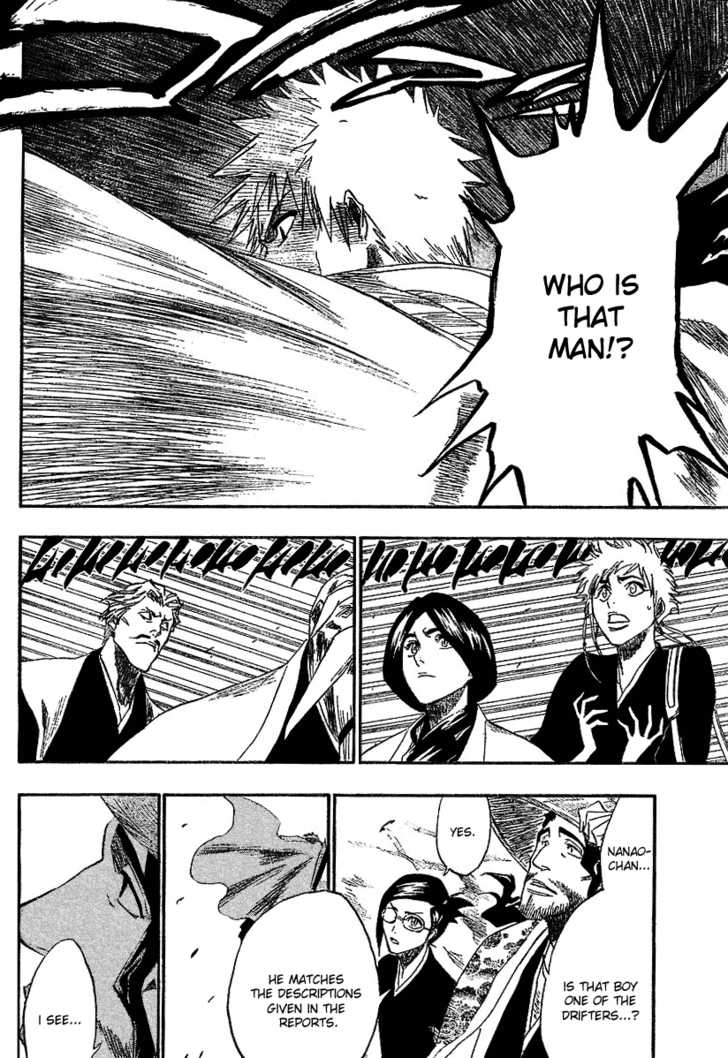 WHO IS
THAT
MAN!?
NANAO-
CHAN...
IS THAT BOY
ONE OF THE
DRIFTERS...?
YES.
HE MATCHES
THE DESCRIPTIONS
GIVEN IN THE
REPORTS.
I SEE...